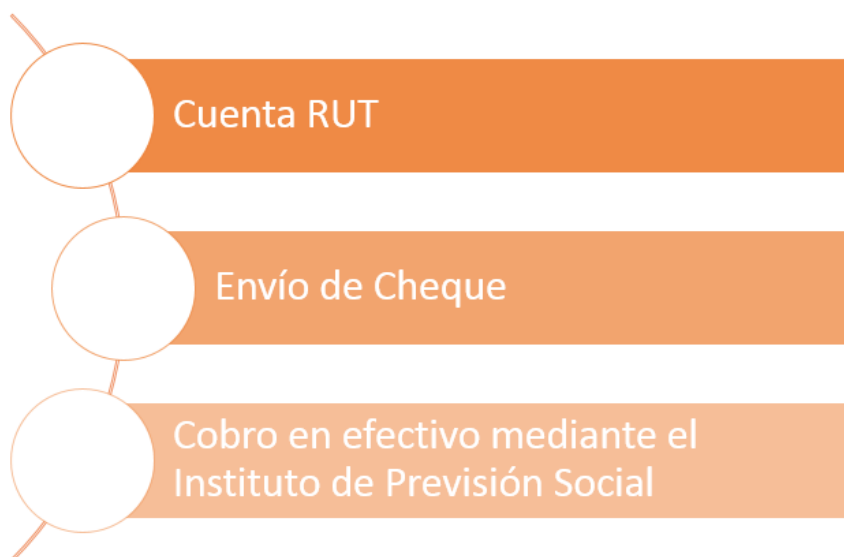 Cuenta RUT
Envío de Cheque
Cobro en efectivo mediante el
Instituto de Previsión Social